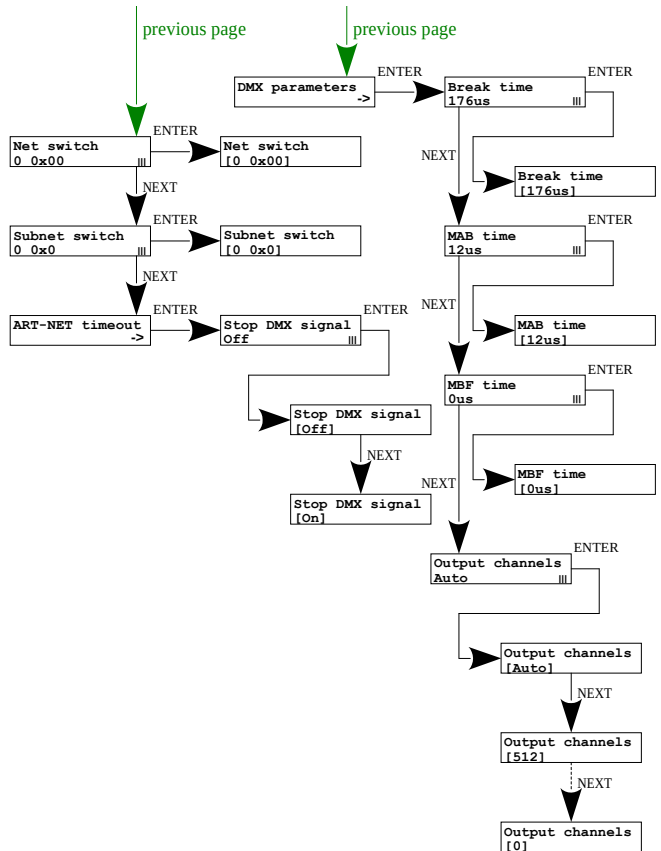 previous page
previous page
ENTER
ENTER
DMX parameters
->
Break time
176us
ENTER
Net switch
0 0x00
Net switch
[0 0x00]
NEXT
Break time
[176us]
NEXT
ENTER
ENTER
Subnet switch
0 0x0
Subnet switch
[0 0x0]
MAB time
12us
NEXT
ENTER
ENTER
NEXT
ART-NET timeout
->
Stop DMX signal
Off
MAB time
[12us]
ENTER
MBF time
0us
Stop DMX signal
[Off]
NEXT
MBF time
[0us]
NEXT
Stop DMX signal
[On]
ENTER
Output channels
Auto
Output channels
[Auto]
NEXT
Output channels
[512]
NEXT
Output channels
[0]